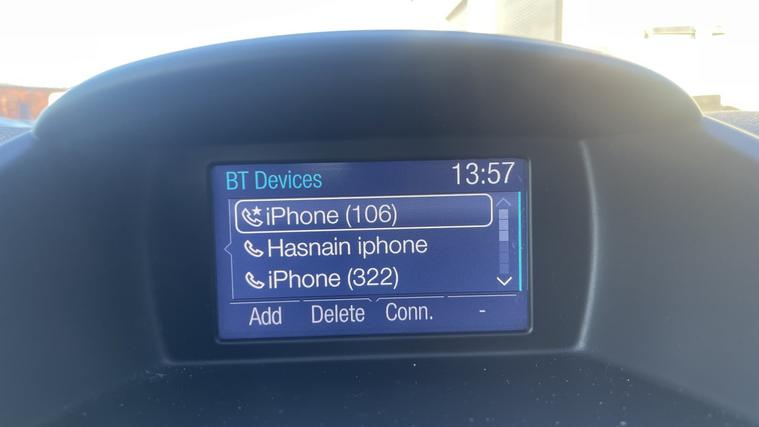 BT Devices 13:57
iPhone (106)
Hasnain iphone
iPhone (322)
Add Delete Conn. -